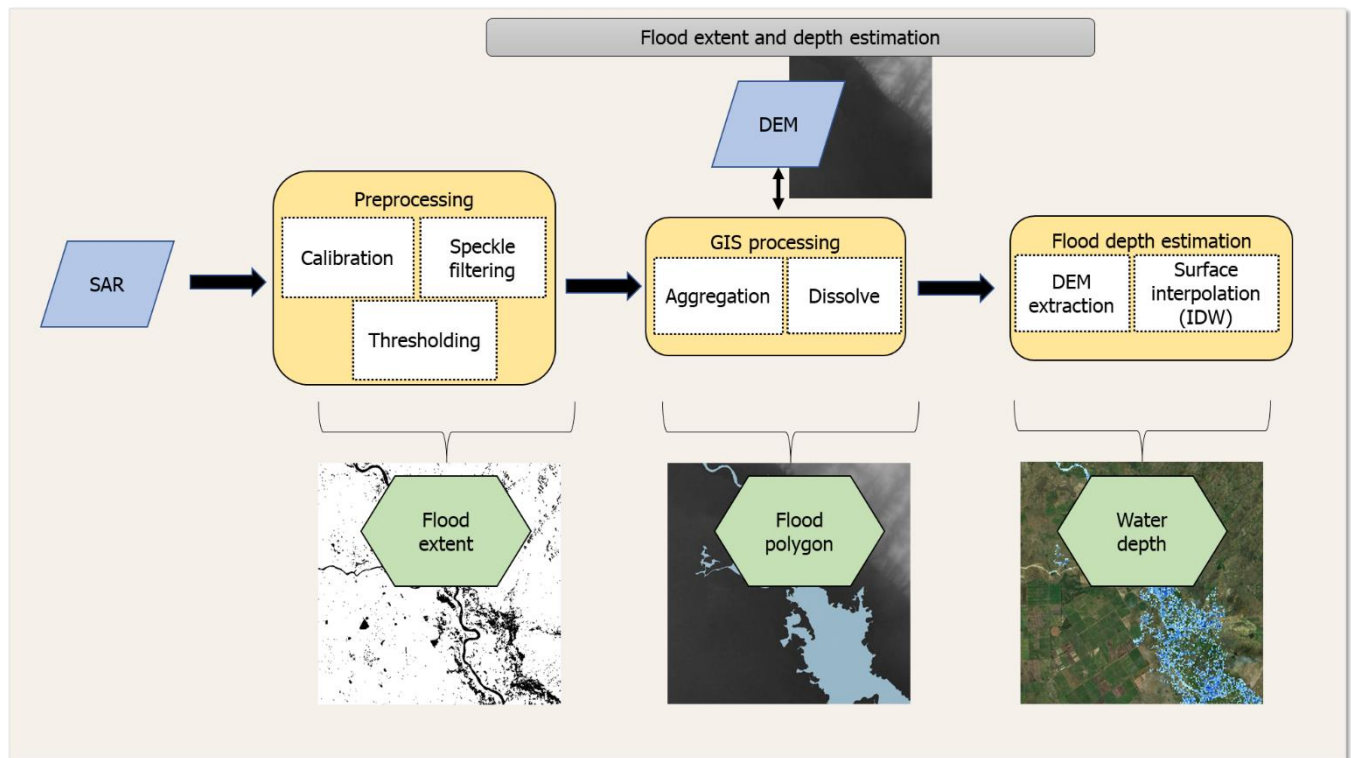 Flood extent and depth estimation
DEM
SAR
Preprocessing
Calibration
Speckle
filtering
Thresholding
GIS processing
Aggregation
Dissolve
Flood depth estimation
DEM
extraction
Surface
interpolation
(IDW)
Flood
extent
Flood
polygon
Water
depth